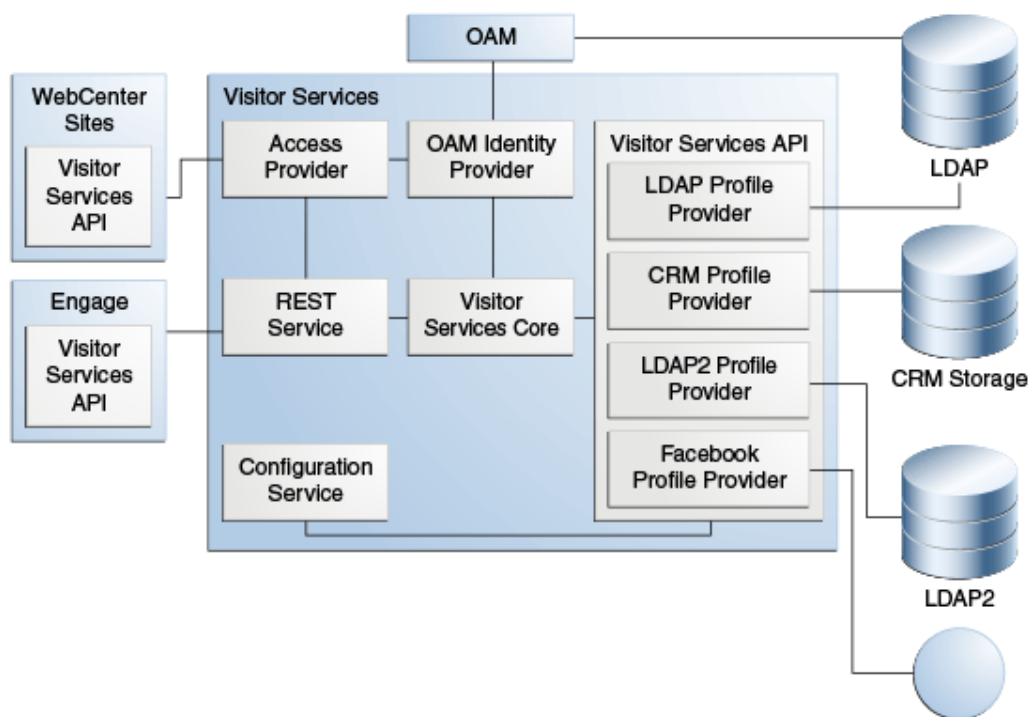 OAM
WebCenter
Sites
Visitor
Services
API
Engage
Visitor
Services
API
Visitor Services
Access
Provider
OAM Identity
Provider
REST
Service
Visitor
Services Core
Configuration
Service
Visitor Services API
LDAP Profile
Provider
CRM Profile
Provider
LDAP2 Profile
Provider
Facebook
Profile Provider
LDAP
CRM Storage
LDAP2